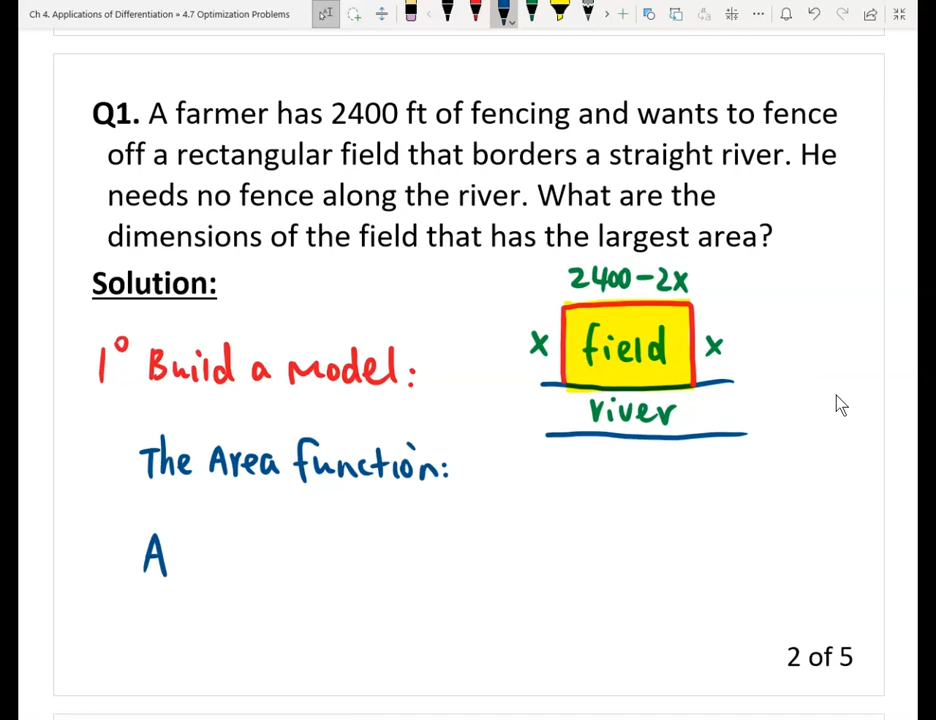 Ch 4. Applications of Differentiation » 4.7 Optimization Problems
Q1. A farmer has 2400 ft of fencing and wants to fence
off a rectangular field that borders a straight river. He
needs no fence along the river. What are the
dimensions of the field that has the largest area?
Solution:
2400-2x
x field x
river
1° Build a Model:
The Area function:
A
2 of 5